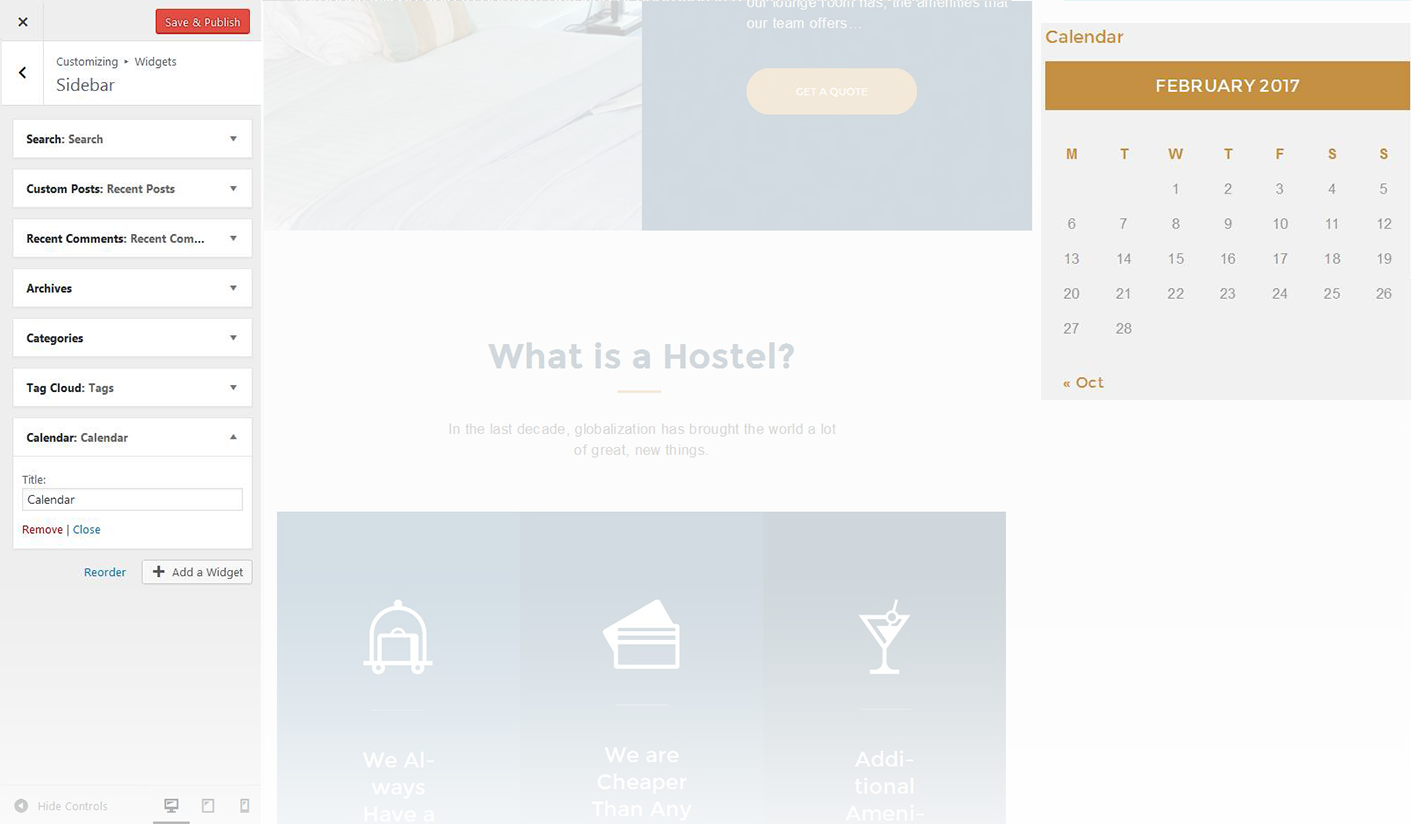 Save & Publish
Customizing ▸ Widgets
Sidebar
Search: Search
Custom Posts: Recent Posts
Recent Comments: Recent Com...
Archives
Categories
Tag Cloud: Tags
Calendar: Calendar
Title:
Calendar
Remove | Close
Reorder
Add a Widget
Hide Controls
our lounge room has, the amenities that
our team offers…
GET A QUOTE
What is a Hostel?
In the last decade, globalization has brought the world a lot
of great, new things.
We Al-
ways
Have a
We are
Cheaper
Than Any
Addi-
tional
Ameni-
Calendar
FEBRUARY 2017
M T W T F S S
1 2 3 4 5
6 7 8 9 10 11 12
13 14 15 16 17 18 19
20 21 22 23 24 25 26
27 28
« Oct